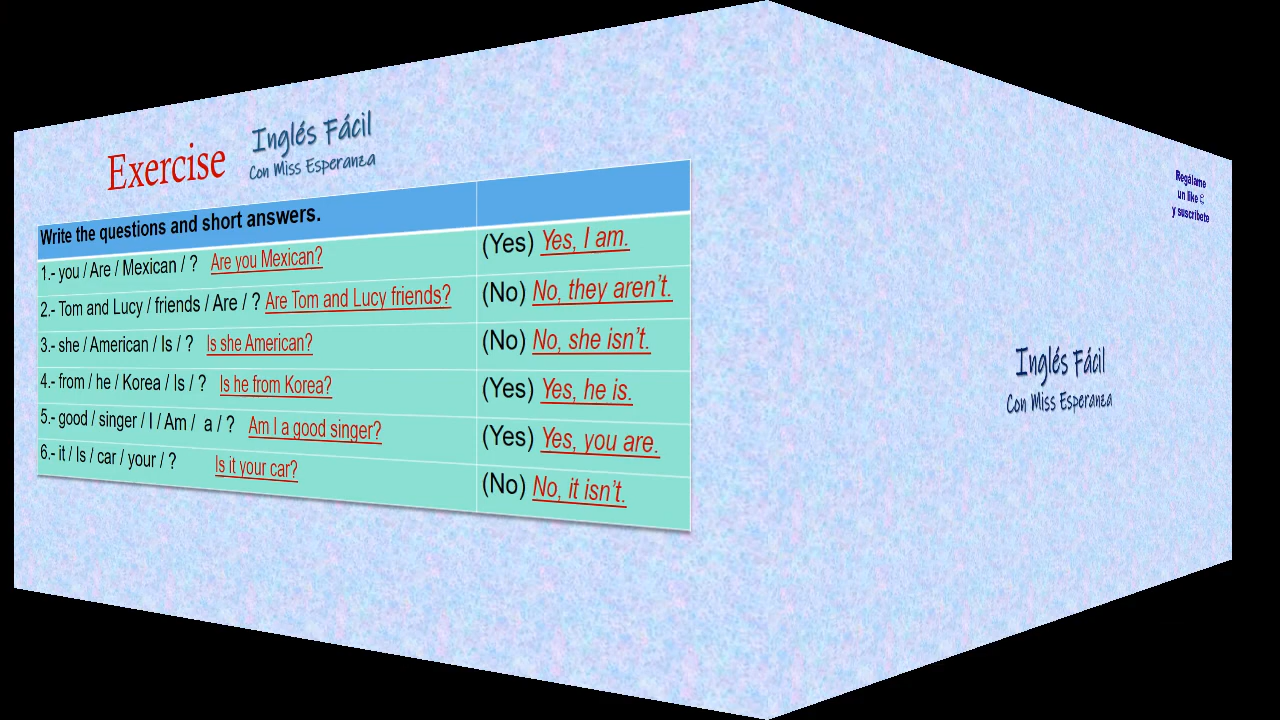 Exercise
Inglés Fácil
Con Miss Esperanza
Write the questions and short answers.
1.- you / Are / Mexican / ? Are you Mexican? (Yes) Yes, I am.
2.- Tom and Lucy / friends / Are / ? Are Tom and Lucy friends? (No) No, they aren't.
3.- she / American / Is / ? Is she American? (No) No, she isn't.
4.- from / he / Korea / Is / ? Is he from Korea? (Yes) Yes, he is.
5.- good / singer / I / Am / a / ? Am I a good singer? (Yes) Yes, you are.
6.- it / Is / car / your / ? Is it your car? (No) No, it isn't.
Regálame
un like
y suscríbete
Inglés Fácil
Con Miss Esperanza